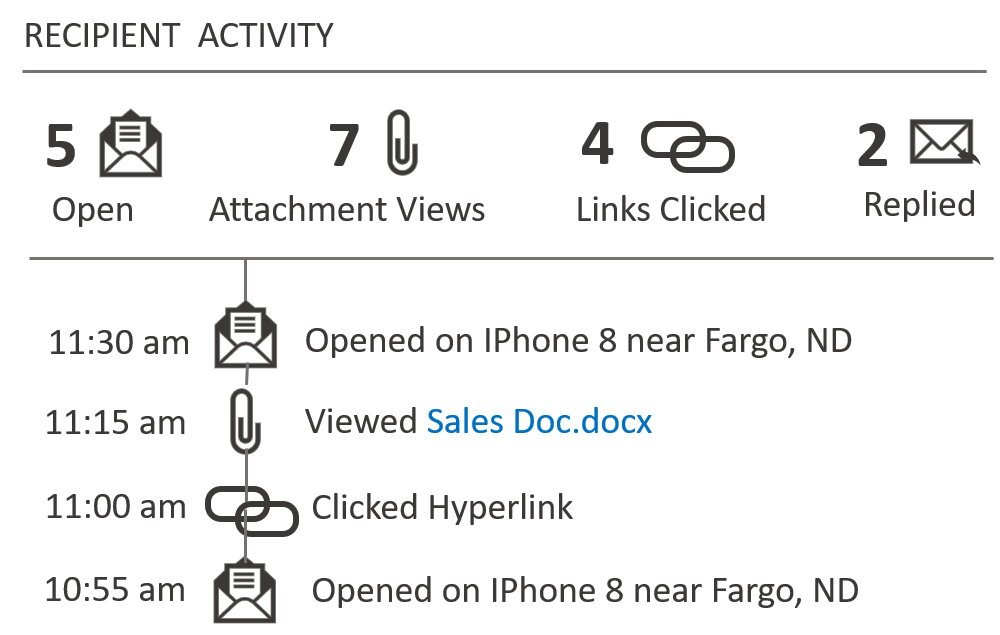 RECIPIENT ACTIVITY
5 7 4 2
Open Attachment Views Links Clicked Replied
11:30 am Opened on IPhone 8 near Fargo, ND
11:15 am Viewed Sales Doc.docx
11:00 am Clicked Hyperlink
10:55 am Opened on IPhone 8 near Fargo, ND